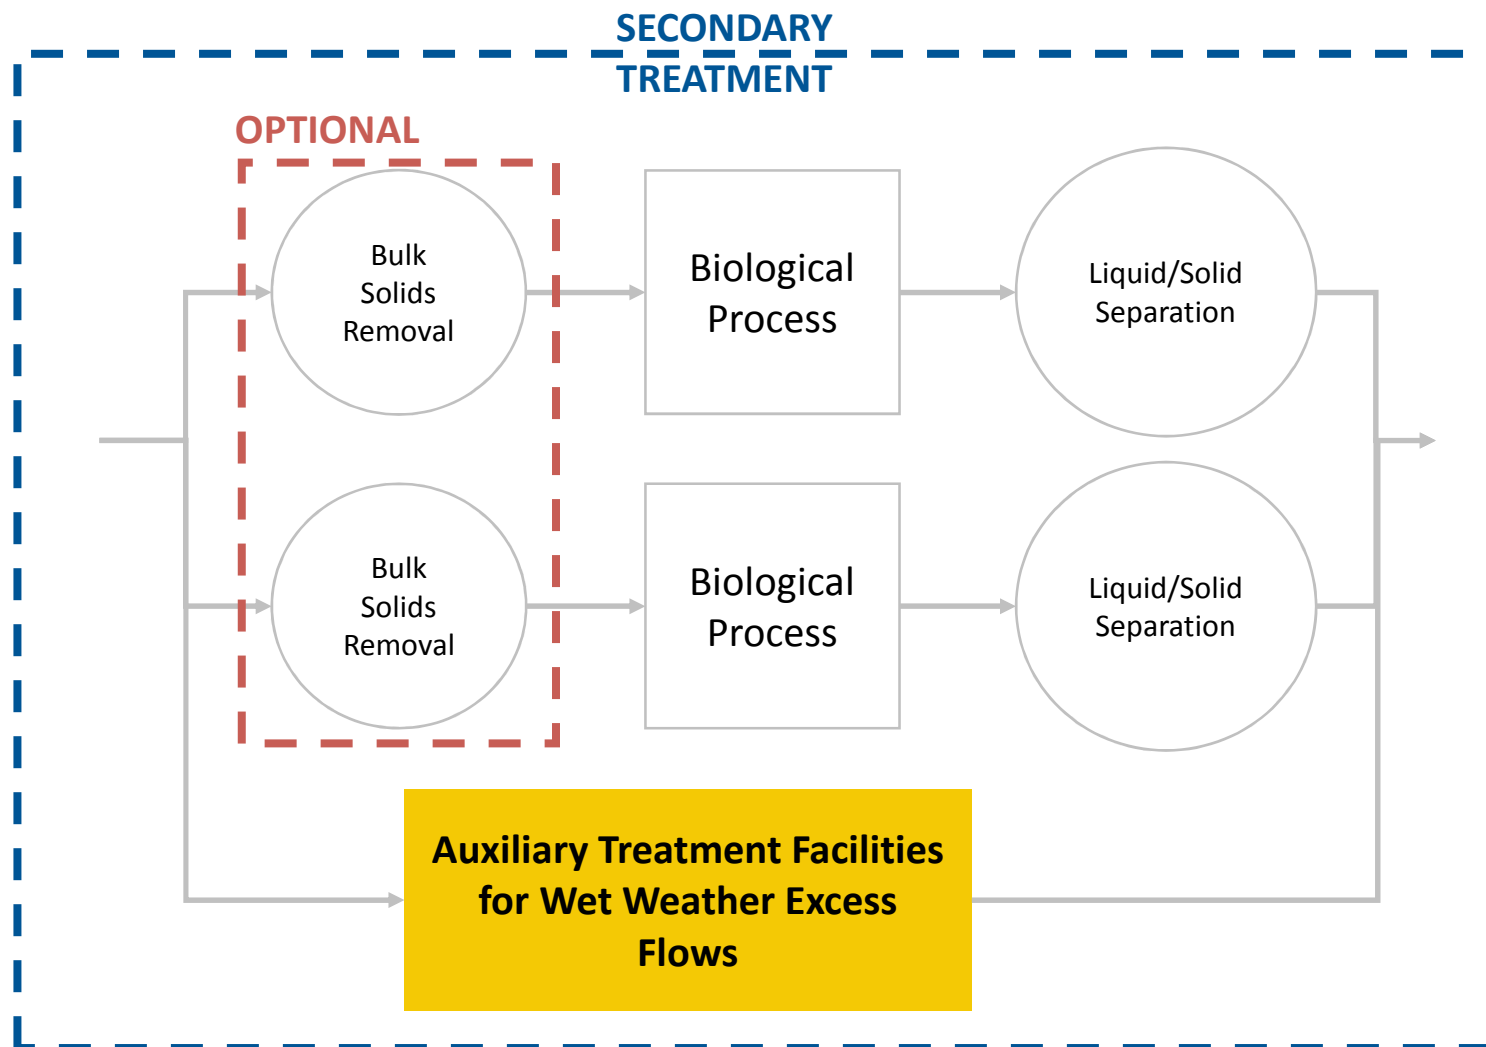 SECONDARY
TREATMENT
OPTIONAL
Bulk
Solids
Removal
Biological
Process
Liquid/Solid
Separation
Bulk
Solids
Removal
Biological
Process
Liquid/Solid
Separation
Auxiliary Treatment Facilities
for Wet Weather Excess
Flows